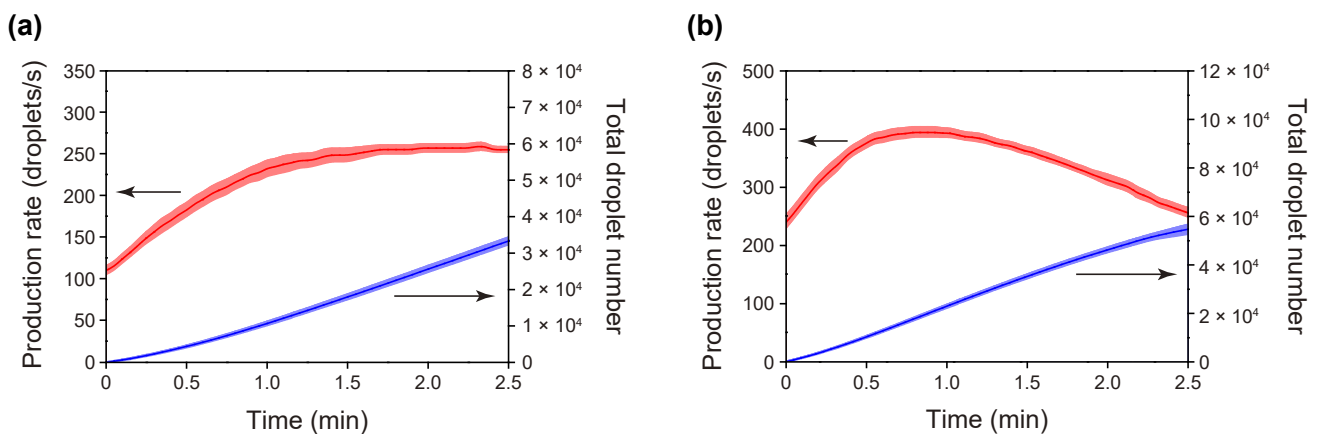 (a)
Production rate (droplets/s)
350
300
250
200
150
100
50
0
0 0.5 1.0 1.5 2.0 2.5
Time (min)
8 × 10⁴
7 × 10⁴
6 × 10⁴
5 × 10⁴
4 × 10⁴
3 × 10⁴
2 × 10⁴
1 × 10⁴
0
Total droplet number
(b)
Production rate (droplets/s)
500
400
300
200
100
0
0 0.5 1.0 1.5 2.0 2.5
Time (min)
12 × 10⁴
10 × 10⁴
8 × 10⁴
6 × 10⁴
4 × 10⁴
2 × 10⁴
0
Total droplet number